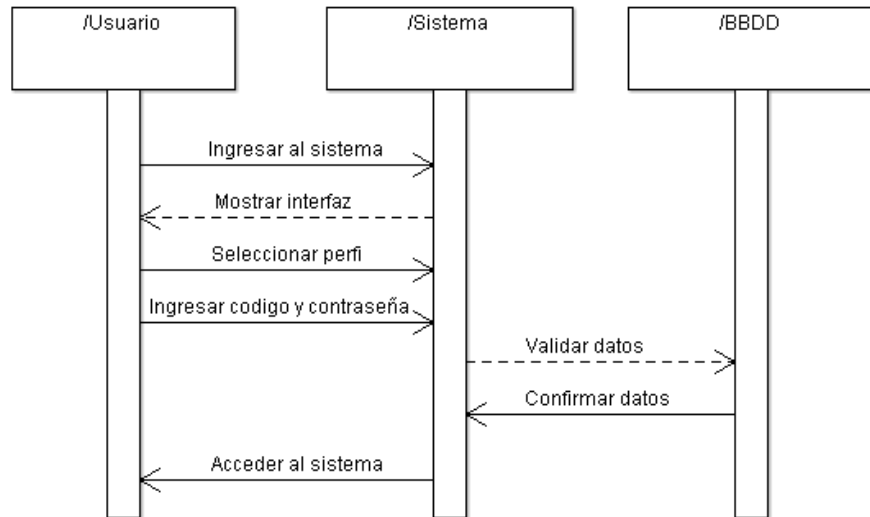 /Usuario
/Sistema
/BBDD
Ingresar al sistema
Mostrar interfaz
Seleccionar perfi
Ingresar codigo y contraseña
Validar datos
Confirmar datos
Acceder al sistema